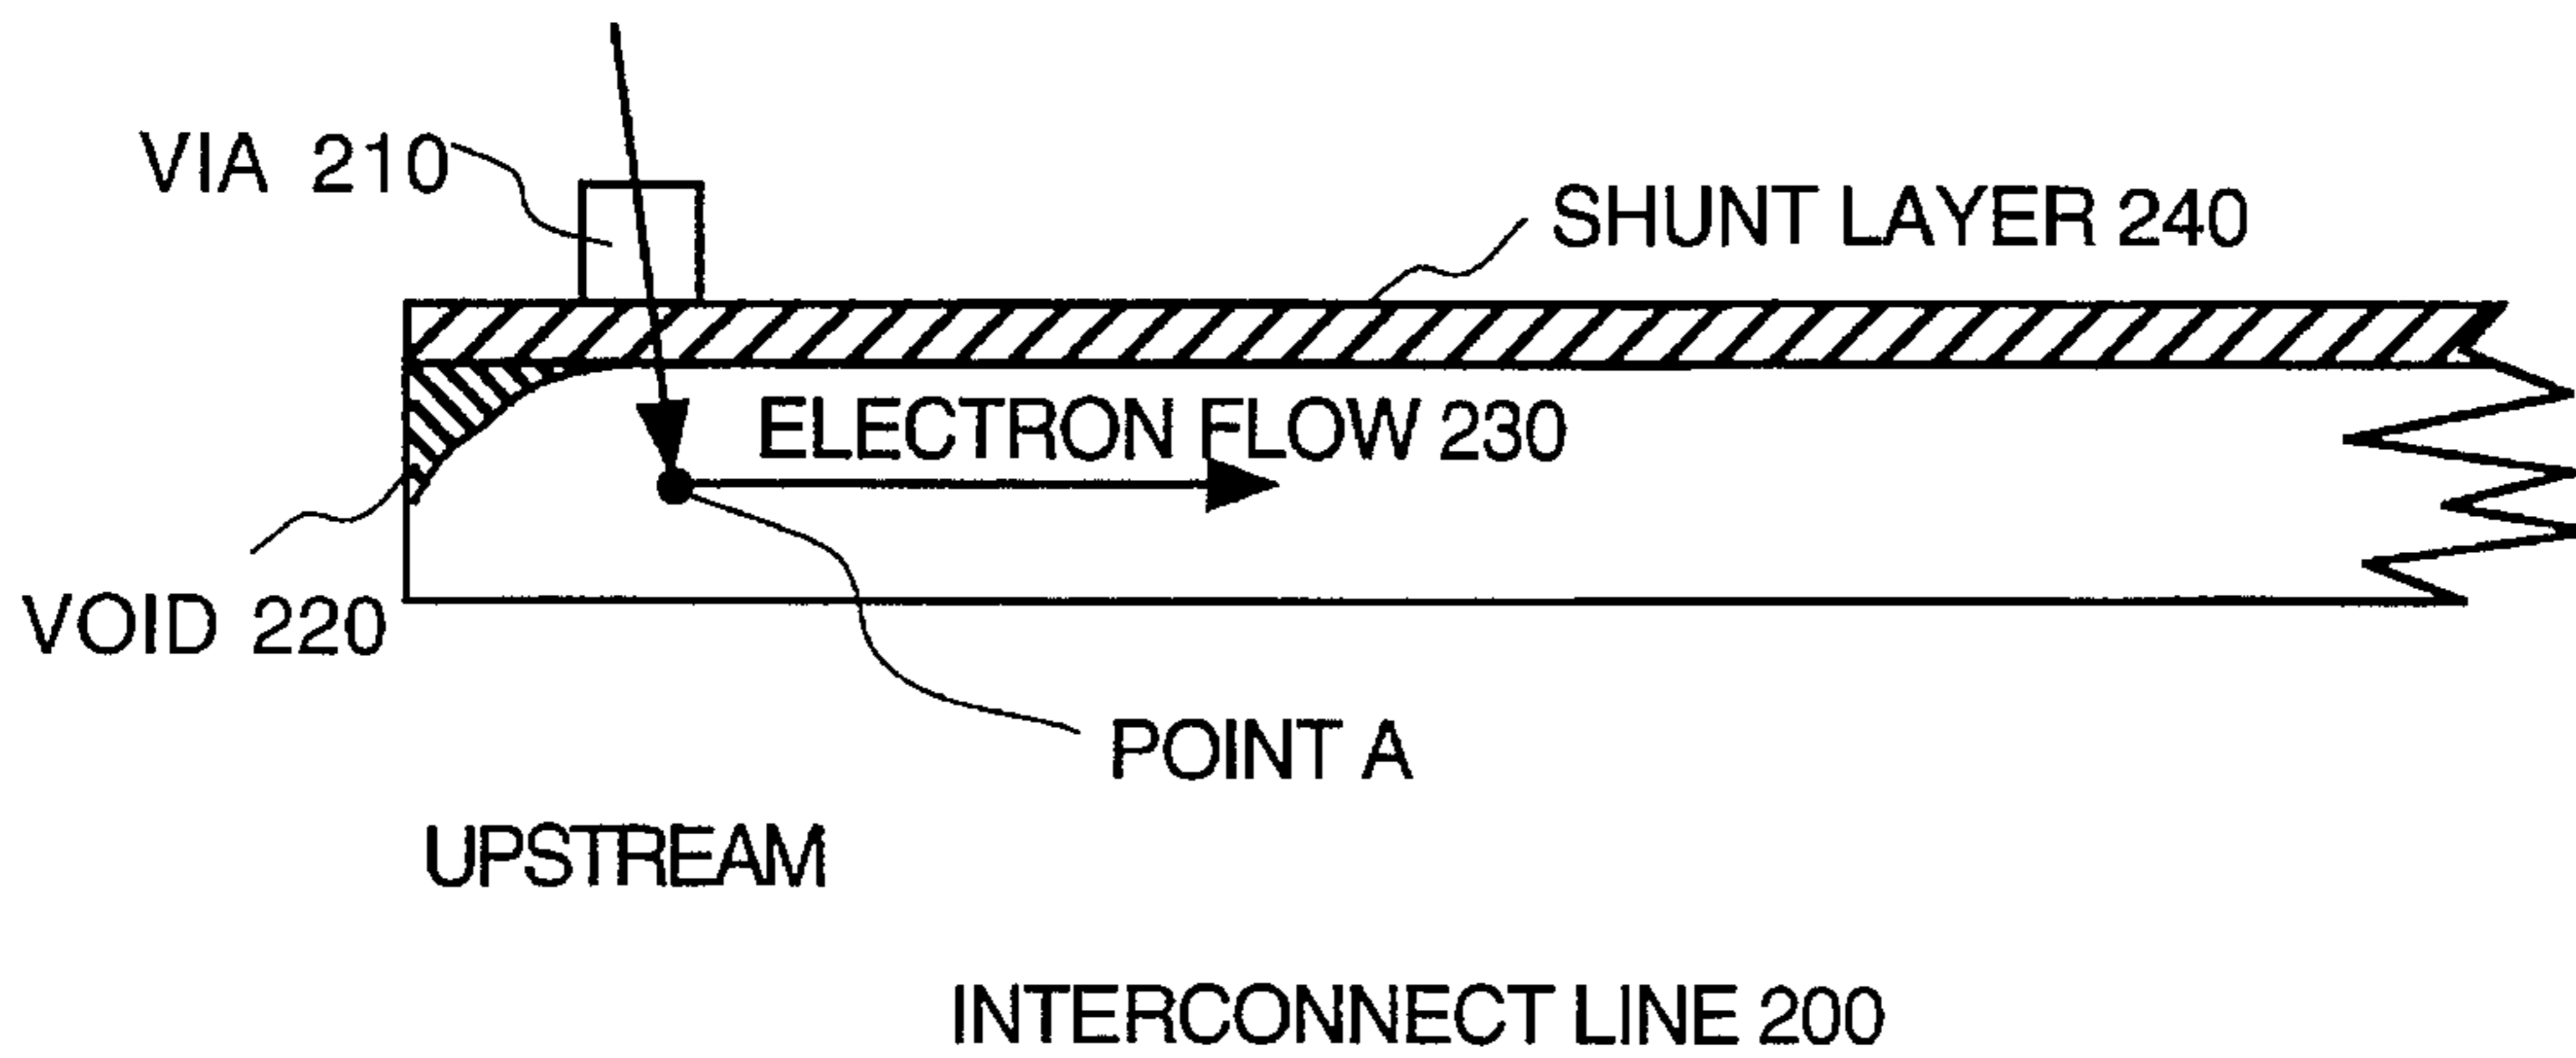 VIA 210
SHUNT LAYER 240
ELECTRON FLOW 230
VOID 220
POINT A
UPSTREAM
INTERCONNECT LINE 200